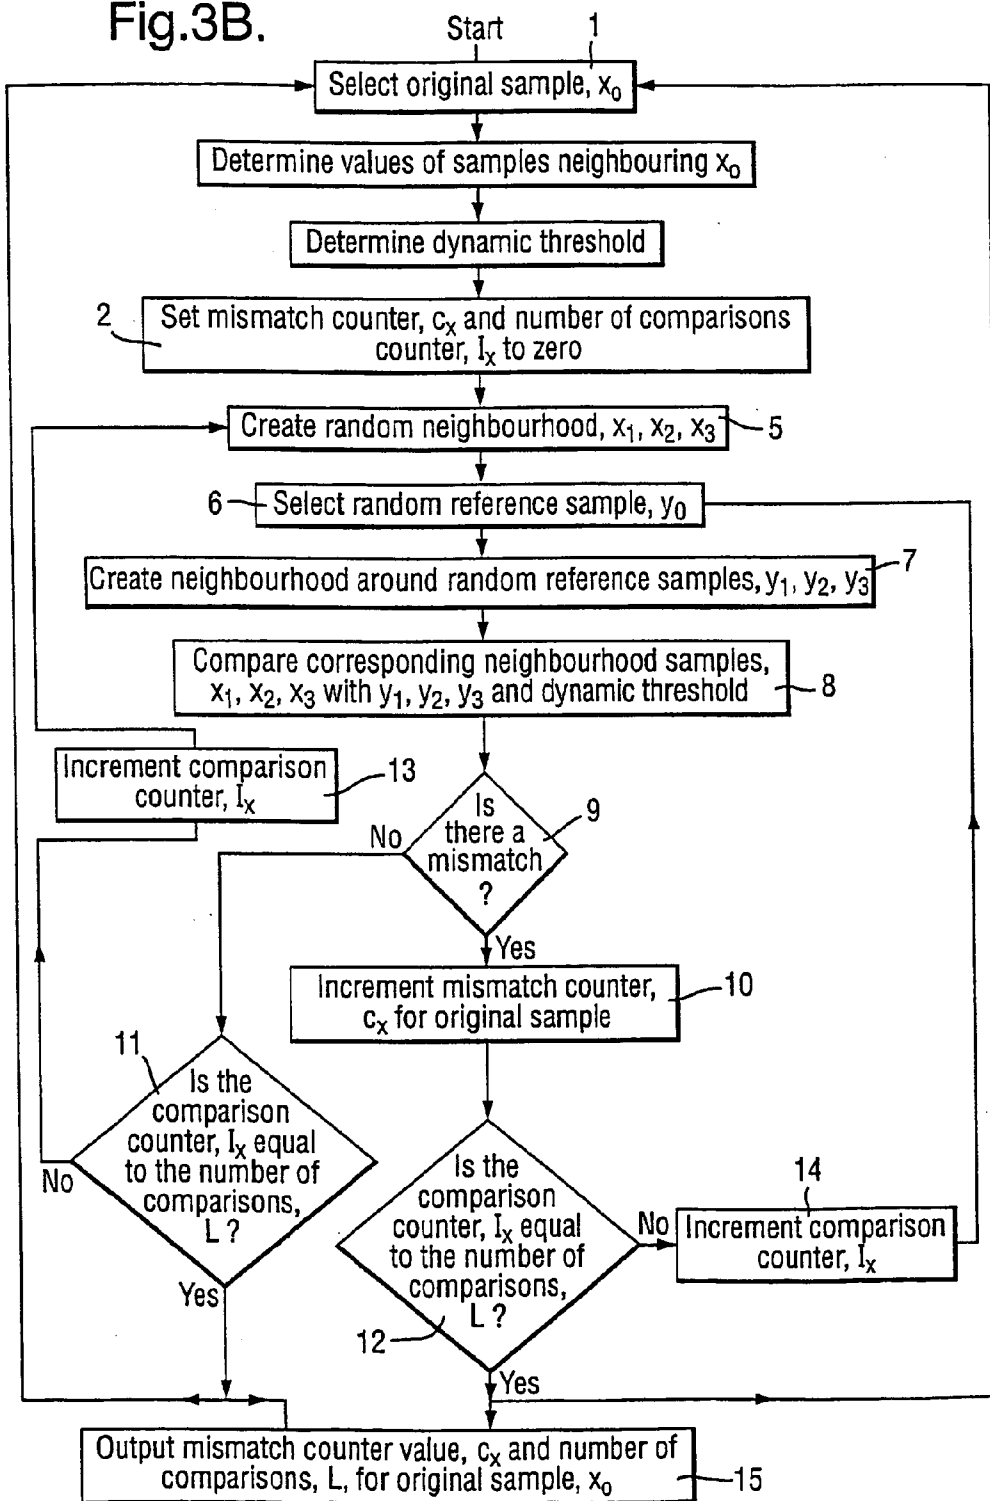 Fig.3B.
Start
1
Select original sample, x₀
Determine values of samples neighbouring x₀
Determine dynamic threshold
2
Set mismatch counter, cₓ and number of comparisons
counter, Iₓ to zero
Create random neighbourhood, x₁, x₂, x₃
5
6
Select random reference sample, y₀
7
Create neighbourhood around random reference samples, y₁, y₂, y₃
Compare corresponding neighbourhood samples,
x₁, x₂, x₃ with y₁, y₂, y₃ and dynamic threshold
8
Increment comparison
counter, Iₓ
13
Is
there a
mismatch
?
9
No
Yes
Increment mismatch counter,
cₓ for original sample
10
11
Is the
comparison
counter, Iₓ equal
to the number of
comparisons,
L ?
No
Yes
Is the
comparison
counter, Iₓ equal
to the number of
comparisons,
L ?
12
No
Yes
14
Increment comparison
counter, Iₓ
Output mismatch counter value, cₓ and number of
comparisons, L, for original sample, x₀
15